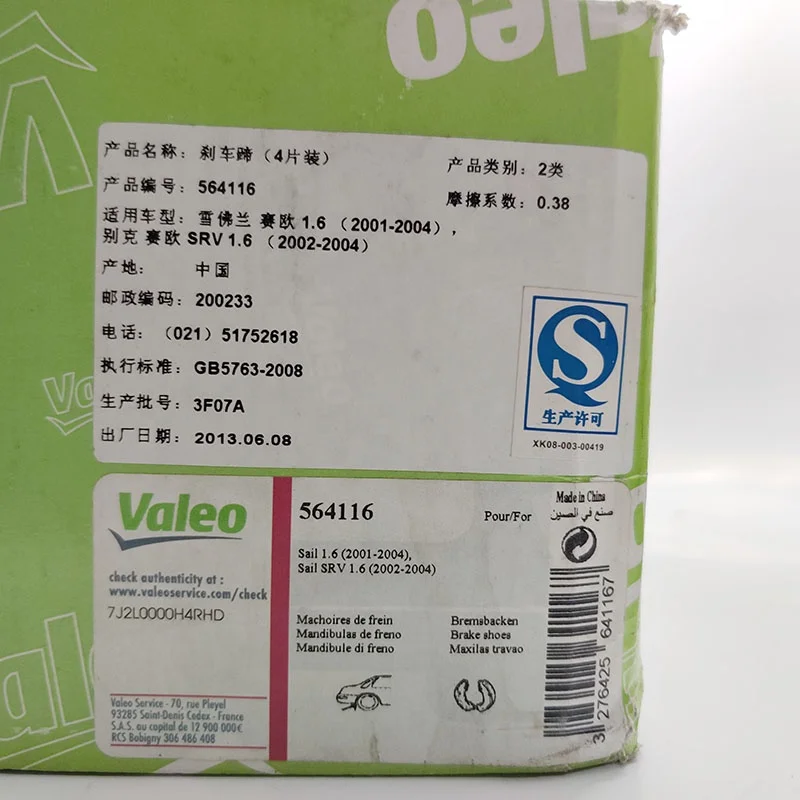 Valeo
产品名称：刹车蹄（4片装）
产品类别：2类
产品编号：564116
摩擦系数：0.38
适用车型：雪佛兰 赛欧 1.6 （2001-2004），
别克 赛欧 SRV 1.6 （2002-2004）
产地： 中国
邮政编码：200233
电话：（021）51752618
执行标准：GB5763-2008
生产批号：3F07A
出厂日期：2013.06.08
生产许可
XK08-003-00419
Valeo
check authenticity at :
www.valeoservice.com/check
7J2L0000H4RHD
Valeo Service - 70, rue Pleyel
93285 Saint-Denis Cedex - France
S.A.S. au capital de 12 900 000€
RCS Bobigny 306 486 408
564116
Pour/For
Made in China
صنع في الصين
Sail 1.6 (2001-2004),
Sail SRV 1.6 (2002-2004)
Machoires de frein
Mandibulas de freno
Mandibule di freno
Bremsbacken
Brake shoes
Maxilas travao
3 276425 641167